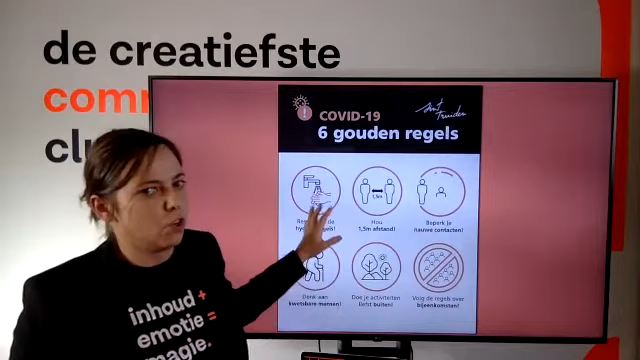 de creatiefste
comm
clu
COVID-19
Sint Truiden
6 gouden regels
Hou
1,5m
1,5m afstand!
Beperk je
nauwe contacten!
Denk aan
kwetsbare mensen!
Doe je activiteiten
liefst buiten!
Volg de regels over
bijeenkomsten!
inhoud +
emotie =
magie.